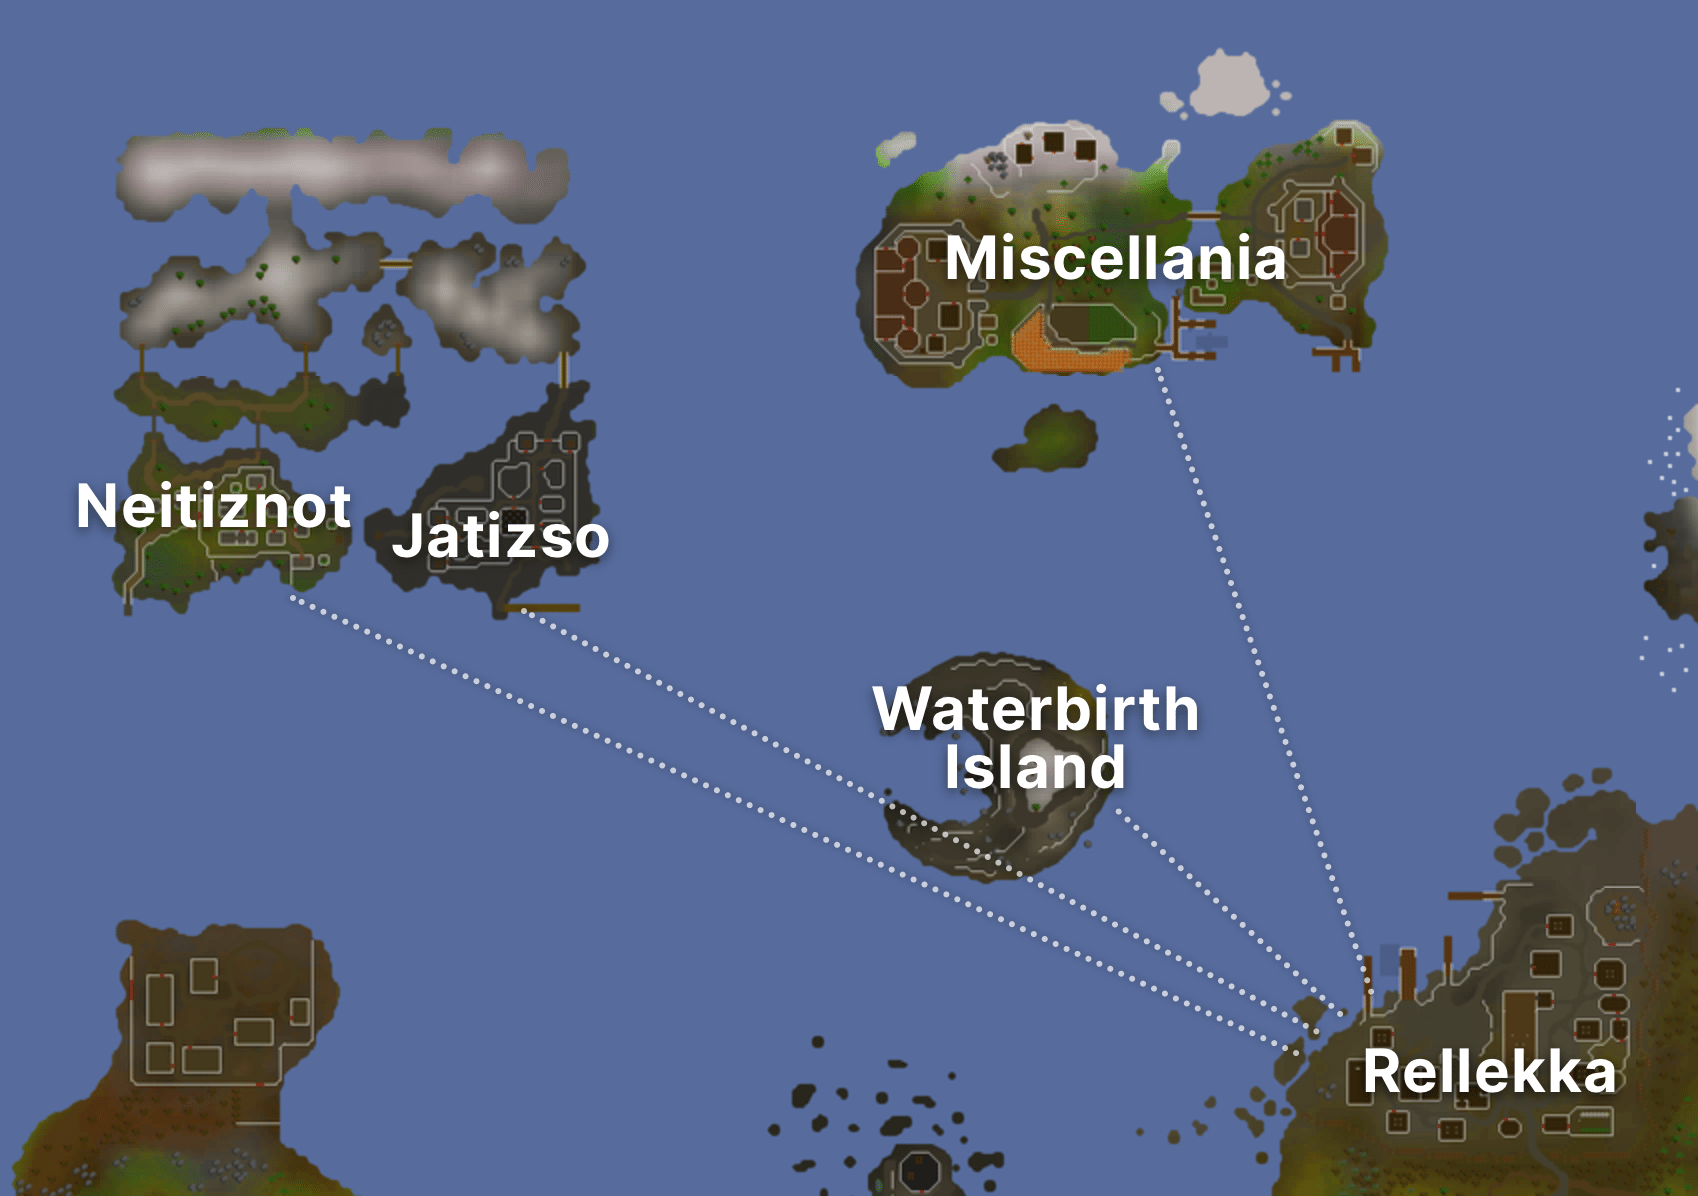 Miscellania
Neitiznot
Jatizso
Waterbirth
Island
Rellekka